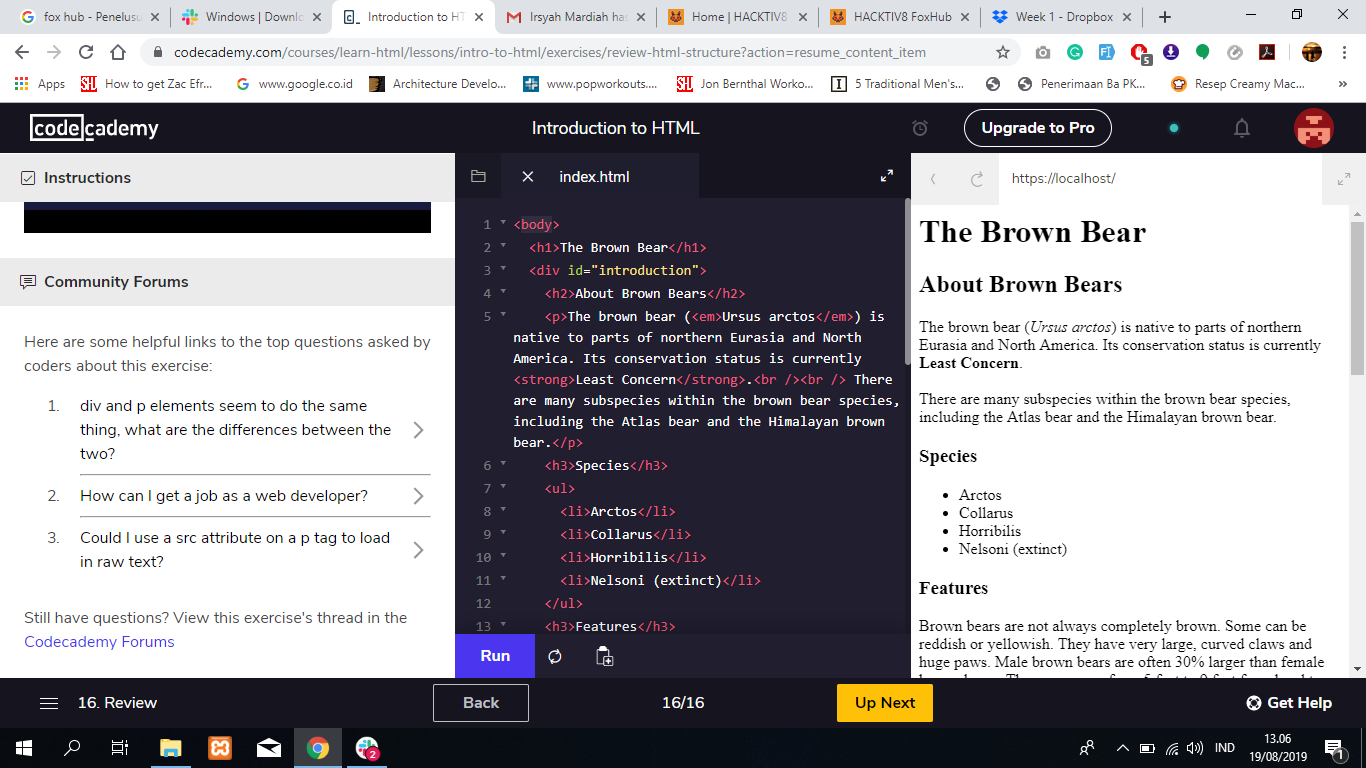 fox hub - Penelusu
Windows | Downlo
Introduction to HT
Irsyah Mardiah has
Home | HACKTIV8
HACKTIV8 FoxHub
Week 1 - Dropbox
codecademy.com/courses/learn-html/lessons/intro-to-html/exercises/review-html-structure?action=resume_content_item
Apps
How to get Zac Efr...
www.google.co.id
Architecture Develo...
www.popworkouts....
Jon Bernthal Worko...
5 Traditional Men's...
Penerimaan Ba PK...
Resep Creamy Mac...
codecademy
Introduction to HTML
Upgrade to Pro
Instructions
Community Forums
Here are some helpful links to the top questions asked by
coders about this exercise:
1. div and p elements seem to do the same
thing, what are the differences between the
two?
2. How can I get a job as a web developer?
3. Could I use a src attribute on a p tag to load
in raw text?
Still have questions? View this exercise's thread in the
Codecademy Forums
index.html
1 <body>
2 <h1>The Brown Bear</h1>
3 <div id="introduction">
4 <h2>About Brown Bears</h2>
5 <p>The brown bear (<em>Ursus arctos</em>) is
native to parts of northern Eurasia and North
America. Its conservation status is currently
<strong>Least Concern</strong>.<br /><br /> There
are many subspecies within the brown bear species,
including the Atlas bear and the Himalayan brown
bear.</p>
6 <h3>Species</h3>
7 <ul>
8 <li>Arctos</li>
9 <li>Collarus</li>
10 <li>Horribilis</li>
11 <li>Nelsoni (extinct)</li>
12 </ul>
13 <h3>Features</h3>
Run
https://localhost/
The Brown Bear
About Brown Bears
The brown bear (Ursus arctos) is native to parts of northern
Eurasia and North America. Its conservation status is currently
Least Concern.
There are many subspecies within the brown bear species,
including the Atlas bear and the Himalayan brown bear.
Species
• Arctos
• Collarus
• Horribilis
• Nelsoni (extinct)
Features
Brown bears are not always completely brown. Some can be
reddish or yellowish. They have very large, curved claws and
huge paws. Male brown bears are often 30% larger than female
16. Review
Back
16/16
Up Next
Get Help
IND
13.06
19/08/2019
5
2
1